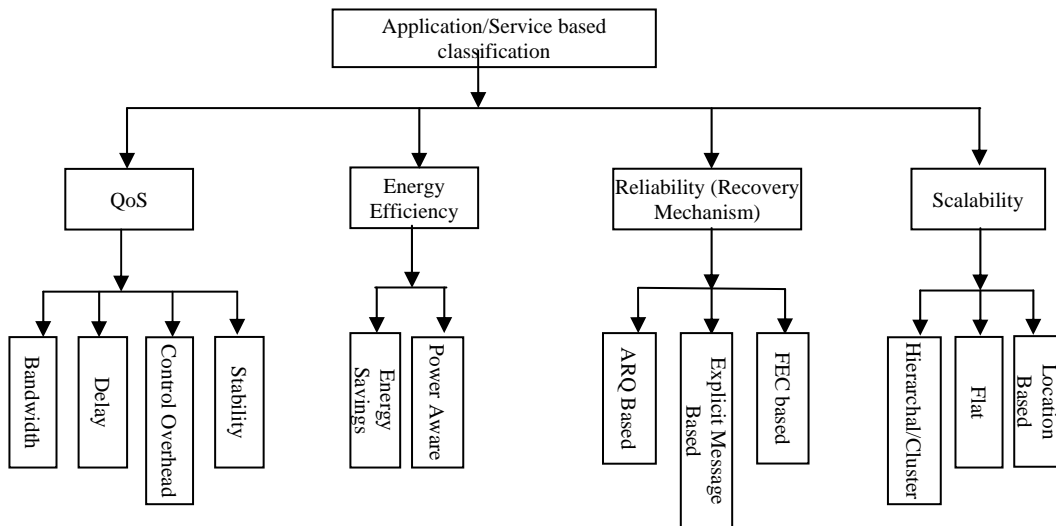 Application/Service based
classification
QoS
Energy
Efficiency
Reliability (Recovery
Mechanism)
Scalability
Bandwidth
Delay
Control Overhead
Stability
Energy
Savings
Power Aware
ARQ Based
Explicit Message
Based
FEC based
Hierarchal/Cluster
Flat
Location
Based